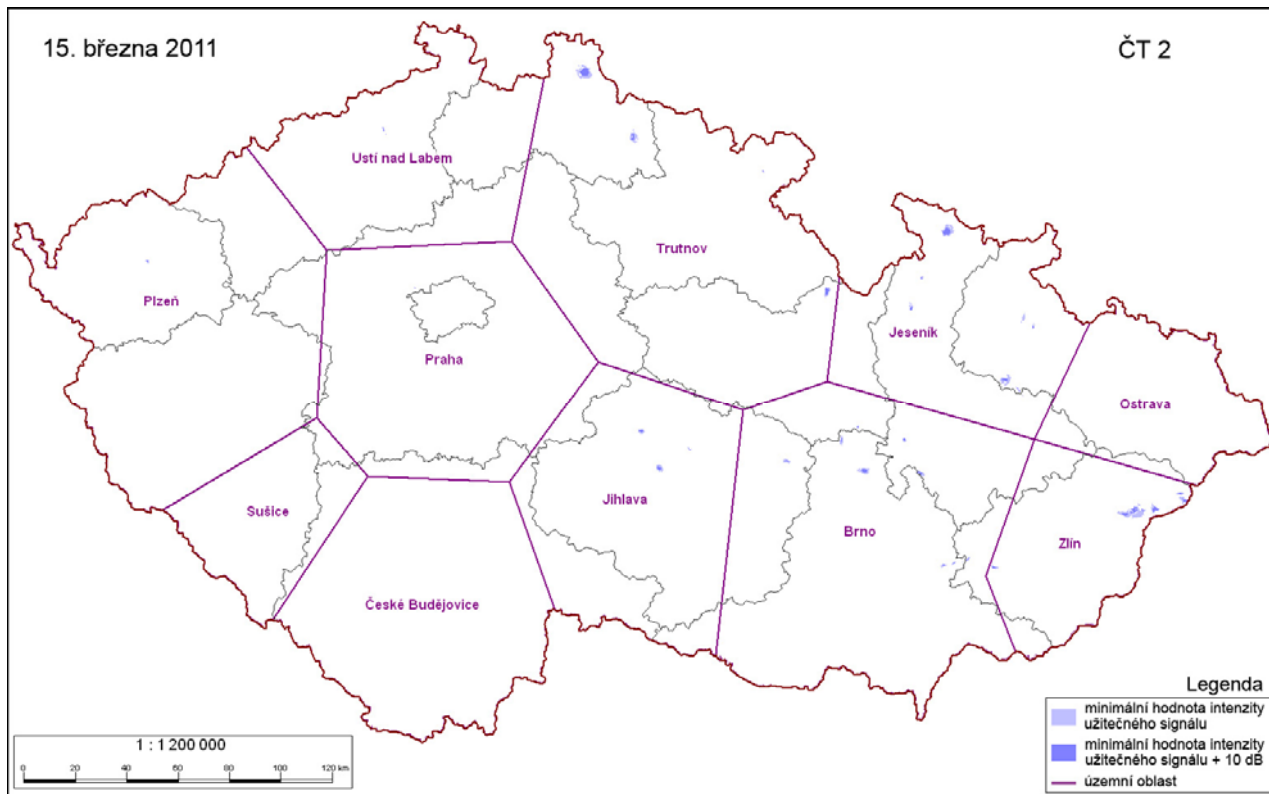 15. března 2011
ČT 2
Ústí nad Labem
Trutnov
Plzeň
Jeseník
Praha
Ostrava
Jihlava
Sušice
Brno
Zlín
České Budějovice
Legenda
minimální hodnota intenzity
užitečného signálu
minimální hodnota intenzity
užitečného signálu + 10 dB
územní oblast
1 : 1 200 000
0 20 40 60 80 100 120 km